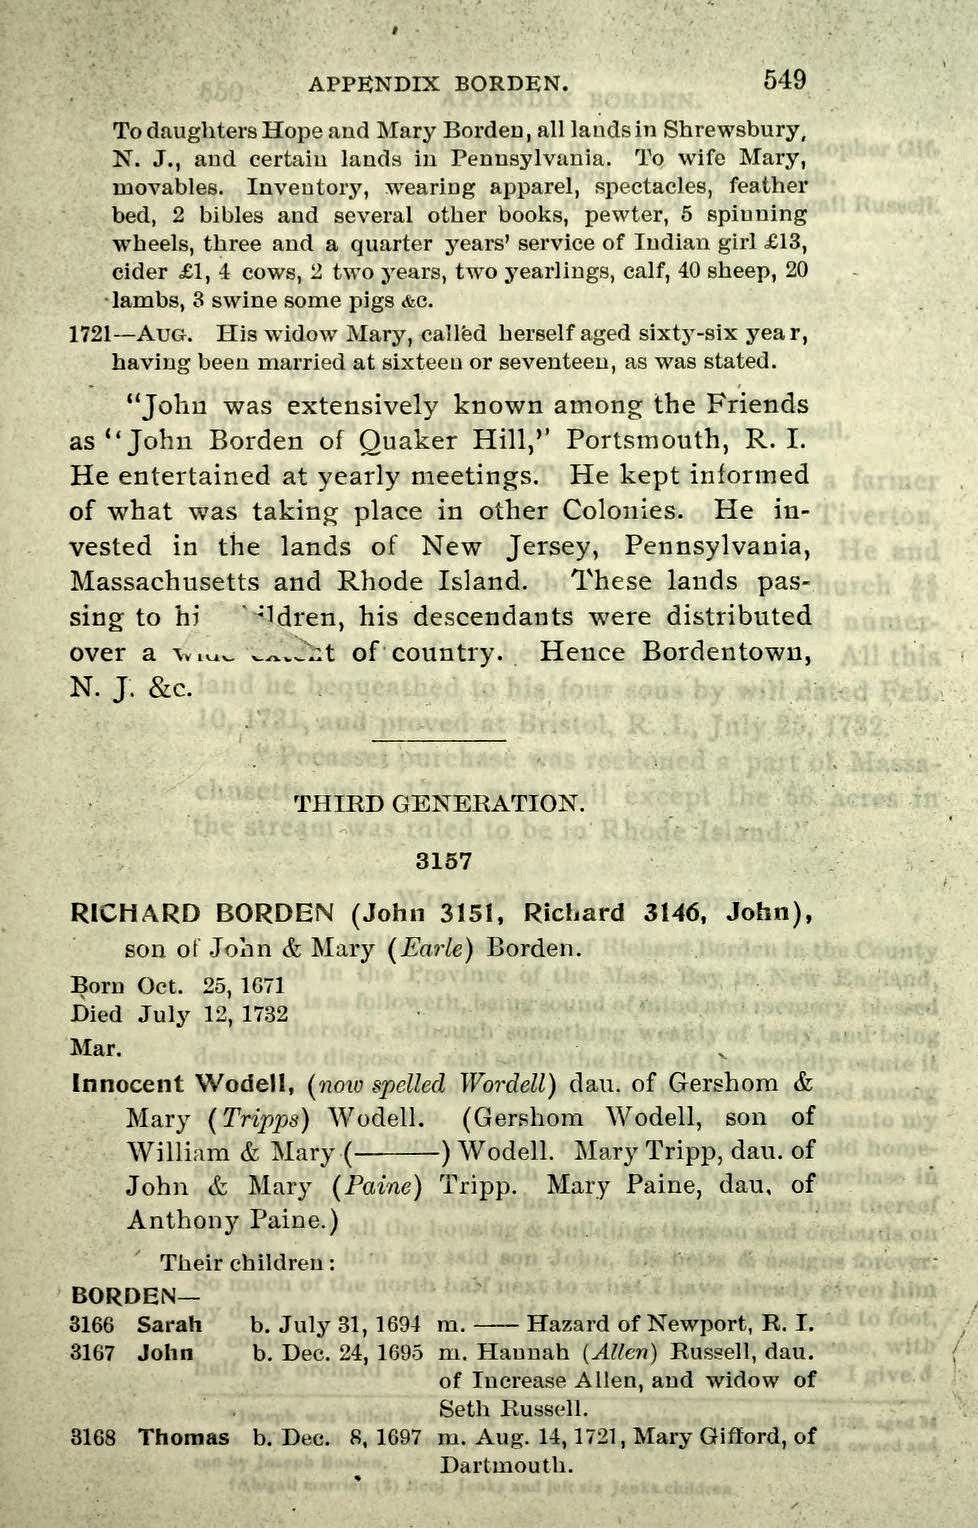 APPENDIX BORDEN. 549
To daughters Hope and Mary Borden, all lands in Shrewsbury,
N. J., and certain lands in Pennsylvania. To wife Mary,
movables. Inventory, wearing apparel, spectacles, feather
bed, 2 bibles and several other books, pewter, 5 spinning
wheels, three and a quarter years' service of Indian girl £13,
cider £1, 4 cows, 2 two years, two yearlings, calf, 40 sheep, 20
lambs, 3 swine some pigs &c.
1721—Aug. His widow Mary, called herself aged sixty-six year,
having been married at sixteen or seventeen, as was stated.
"John was extensively known among the Friends
as "John Borden of Quaker Hill," Portsmouth, R. I.
He entertained at yearly meetings. He kept informed
of what was taking place in other Colonies. He in-
vested in the lands of New Jersey, Pennsylvania,
Massachusetts and Rhode Island. These lands pas-
sing to hi ildren, his descendants were distributed
over a t of country. Hence Bordentown,
N. J. &c.
THIRD GENERATION.
3157
RICHARD BORDEN (John 3151, Richard 3146, John),
son of John & Mary (Earle) Borden.
Born Oct. 25, 1671
Died July 12, 1732
Mar.
Innocent Wodell, (now spelled Wordell) dau. of Gershom &
Mary (Tripps) Wodell. (Gershom Wodell, son of
William & Mary (———) Wodell. Mary Tripp, dau. of
John & Mary (Paine) Tripp. Mary Paine, dau. of
Anthony Paine.)
Their children:
BORDEN—
3166 Sarah b. July 31, 1694 m. —— Hazard of Newport, R. I.
3167 John b. Dec. 24, 1695 m. Hannah (Allen) Russell, dau.
of Increase Allen, and widow of
Seth Russell.
3168 Thomas b. Dec. 8, 1697 m. Aug. 14, 1721, Mary Gifford, of
Dartmouth.